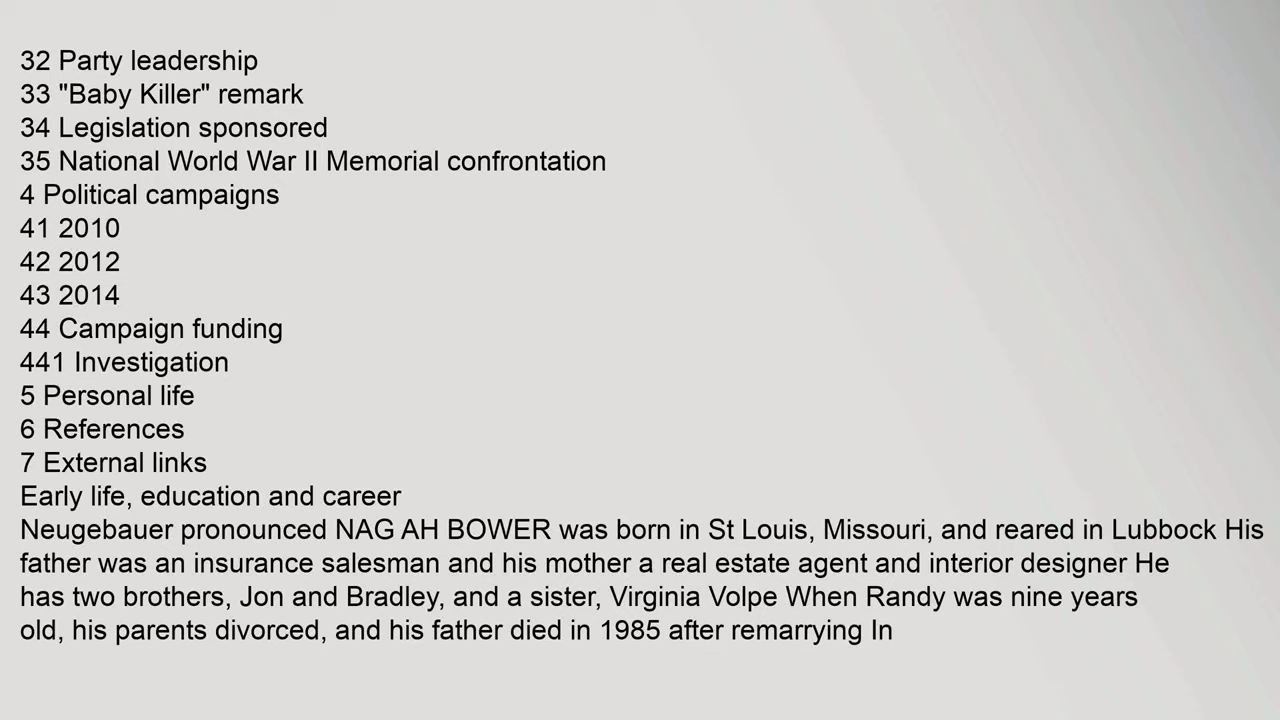 32 Party leadership
33 "Baby Killer" remark
34 Legislation sponsored
35 National World War II Memorial confrontation
4 Political campaigns
41 2010
42 2012
43 2014
44 Campaign funding
441 Investigation
5 Personal life
6 References
7 External links
Early life, education and career
Neugebauer pronounced NAG AH BOWER was born in St Louis, Missouri, and reared in Lubbock His
father was an insurance salesman and his mother a real estate agent and interior designer He
has two brothers, Jon and Bradley, and a sister, Virginia Volpe When Randy was nine years
old, his parents divorced, and his father died in 1985 after remarrying In